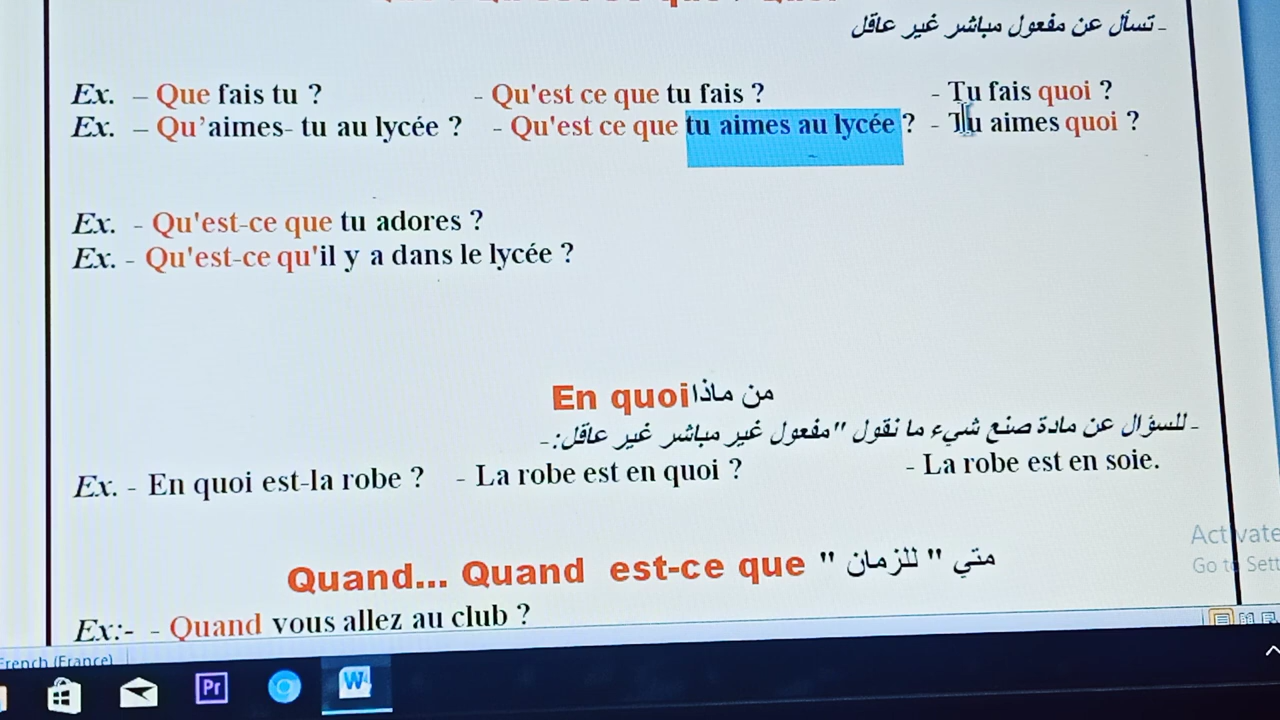 - تسأل عن مفعول مباشر غير عاقل
Ex. – Que fais tu ? - Qu'est ce que tu fais ? - Tu fais quoi ?
Ex. – Qu’aimes- tu au lycée ? - Qu'est ce que tu aimes au lycée ? - Tu aimes quoi ?
Ex. - Qu'est-ce que tu adores ?
Ex. - Qu'est-ce qu'il y a dans le lycée ?
En quoi من ماذا
- للسؤال عن مادة صنع شيء ما نقول "مفعول غير مباشر غير عاقل:-
Ex. - En quoi est-la robe ? - La robe est en quoi ? - La robe est en soie.
Quand... Quand est-ce que " متي " للزمان
Ex:- - Quand vous allez au club ?
Activate
Go to Sett
French (France)
Pr
W